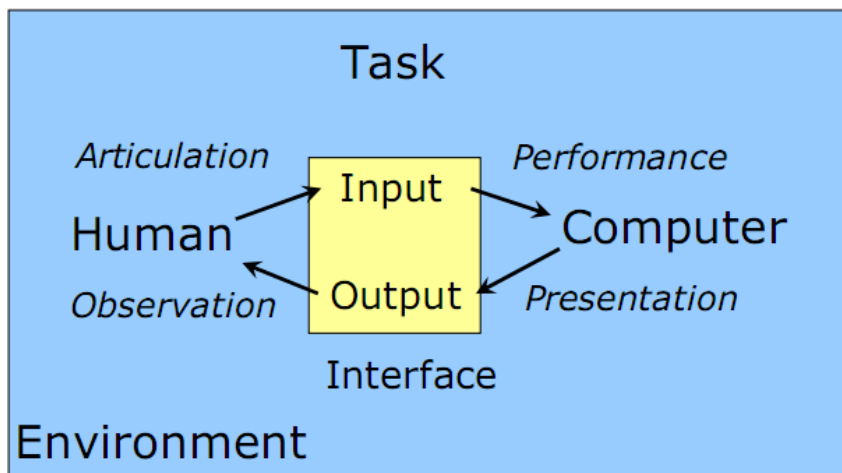 Task
Articulation
Performance
Input
Human
Computer
Output
Observation
Presentation
Interface
Environment